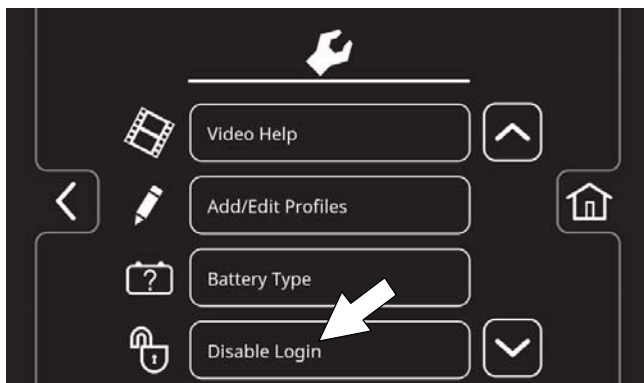 Video Help
Add/Edit Profiles
?
Battery Type
Disable Login